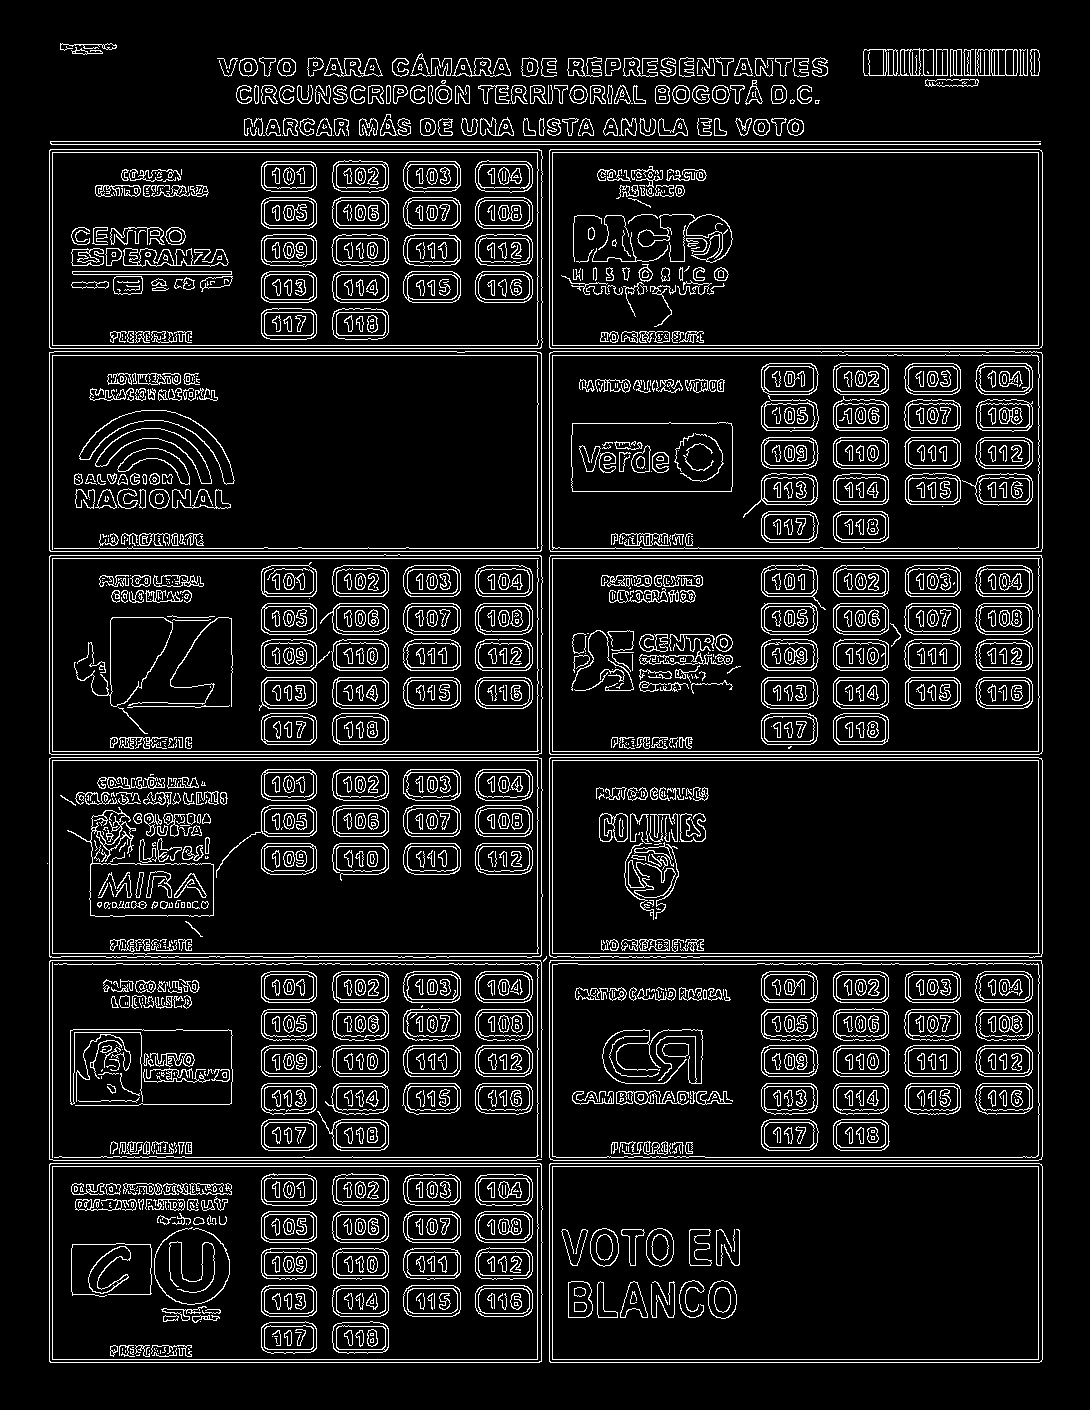 VOTO PARA CÁMARA DE REPRESENTANTES
CIRCUNSCRIPCIÓN TERRITORIAL BOGOTÁ D.C.
MARCAR MÁS DE UNA LISTA ANULA EL VOTO
COALICIÓN
CENTRO ESPERANZA
CENTRO
ESPERANZA
PREFERENTE
101 102 103 104
105 106 107 108
109 110 111 112
113 114 115 116
117 118
COALICIÓN PACTO
HISTÓRICO
PACTO
HISTÓRICO
NO PREFERENTE
MOVIMIENTO DE
SALVACIÓN NACIONAL
SALVACIÓN
NACIONAL
NO PREFERENTE
PARTIDO ALIANZA VERDE
Verde
PREFERENTE
101 102 103 104
105 106 107 108
109 110 111 112
113 114 115 116
117 118
PARTIDO LIBERAL
COLOMBIANO
L
PREFERENTE
101 102 103 104
105 106 107 108
109 110 111 112
113 114 115 116
117 118
PARTIDO CENTRO
DEMOCRÁTICO
CENTRO
DEMOCRÁTICO
PREFERENTE
101 102 103 104
105 106 107 108
109 110 111 112
113 114 115 116
117 118
COALICIÓN MIRA -
COLOMBIA JUSTA LIBRES
COLOMBIA
JUSTA
Libres!
MIRA
PARTIDO POLÍTICO
PREFERENTE
101 102 103 104
105 106 107 108
109 110 111 112
PARTIDO COMUNES
COMUNES
NO PREFERENTE
PARTIDO NUEVO
LIBERALISMO
NUEVO
LIBERALISMO
PREFERENTE
101 102 103 104
105 106 107 108
109 110 111 112
113 114 115 116
117 118
PARTIDO CAMBIO RADICAL
CR
CAMBIO RADICAL
PREFERENTE
101 102 103 104
105 106 107 108
109 110 111 112
113 114 115 116
117 118
COALICIÓN PARTIDO CONSERVADOR
COLOMBIANO Y PARTIDO DE LA U
Partido de la U
C U
PREFERENTE
101 102 103 104
105 106 107 108
109 110 111 112
113 114 115 116
117 118
VOTO EN
BLANCO